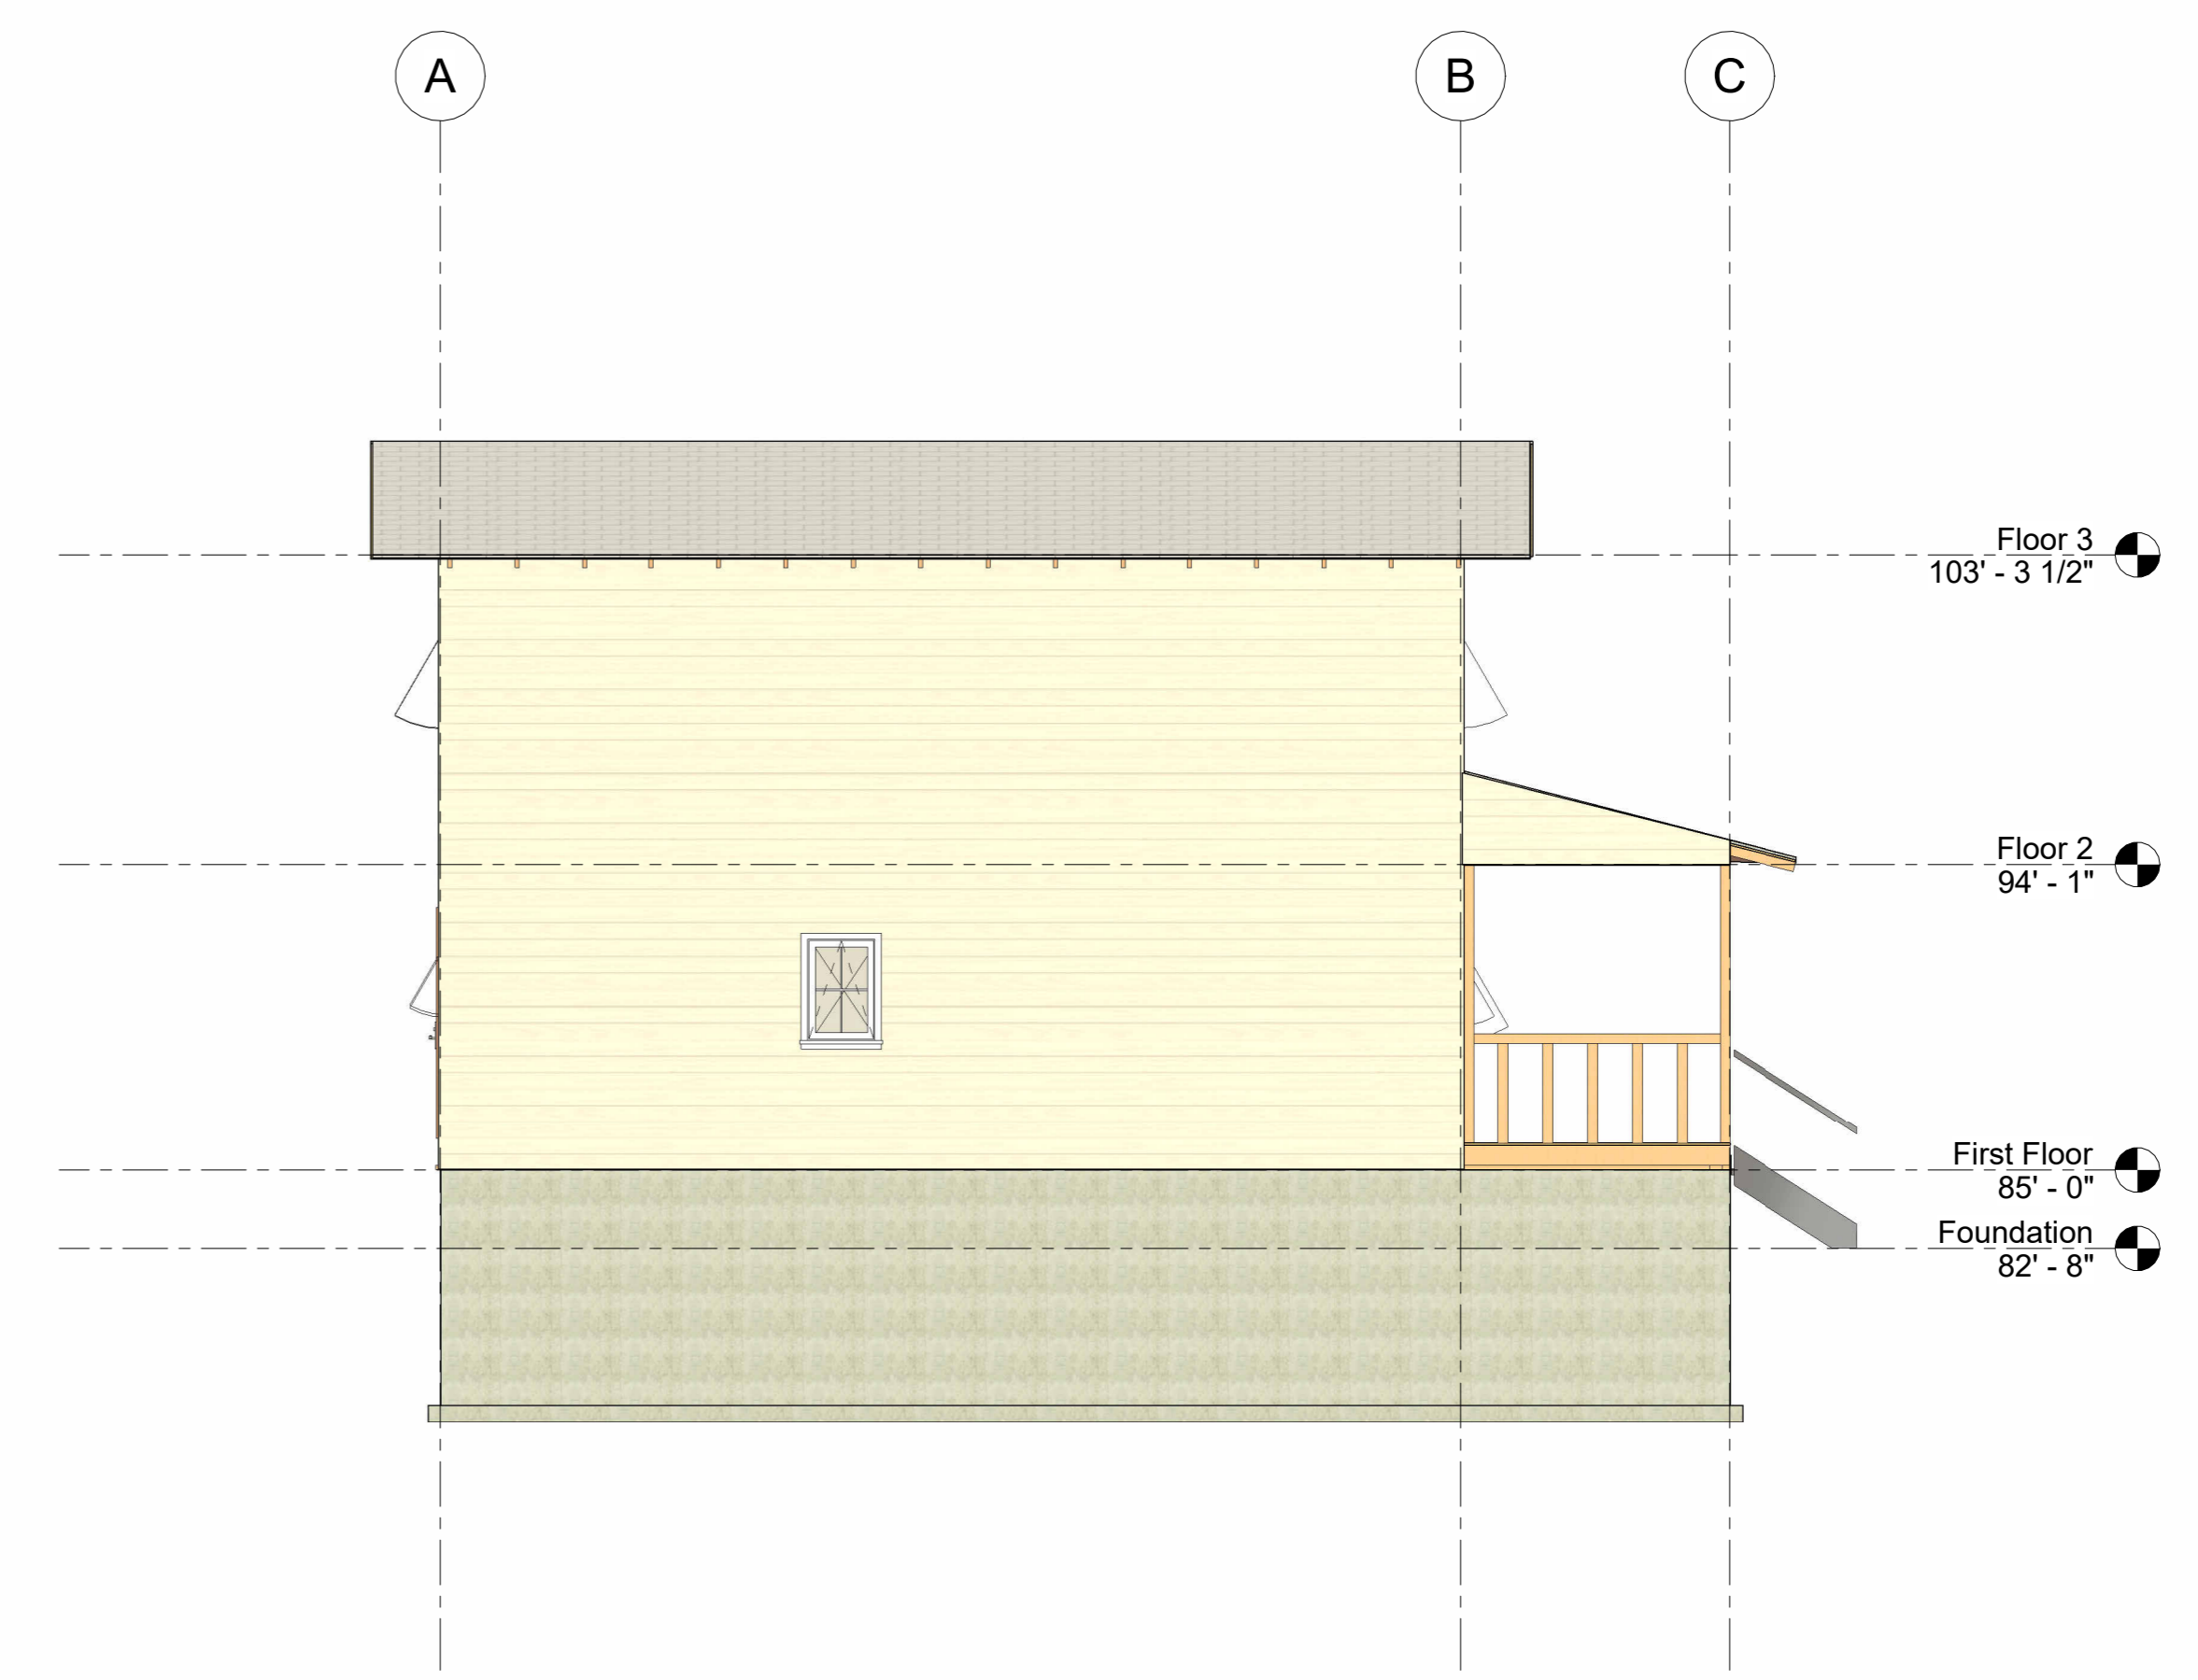 A
B
C
Floor 3
103' - 3 1/2"
Floor 2
94' - 1"
First Floor
85' - 0"
Foundation
82' - 8"